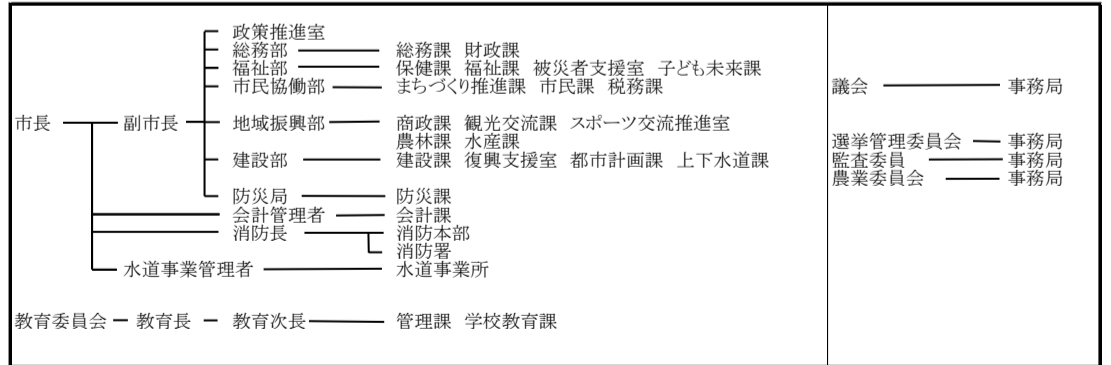 政策推進室
総務部 総務課 財政課
福祉部 保健課 福祉課 被災者支援室 子ども未来課
市民協働部 まちづくり推進課 市民課 税務課
市長 副市長 地域振興部 商政課 観光交流課 スポーツ交流推進室
農林課 水産課
建設部 建設課 復興支援室 都市計画課 上下水道課
防災局 防災課
会計管理者 会計課
消防長 消防本部
消防署
水道事業管理者 水道事業所
教育委員会 教育長 教育次長 管理課 学校教育課
議会 事務局
選挙管理委員会 事務局
監査委員 事務局
農業委員会 事務局